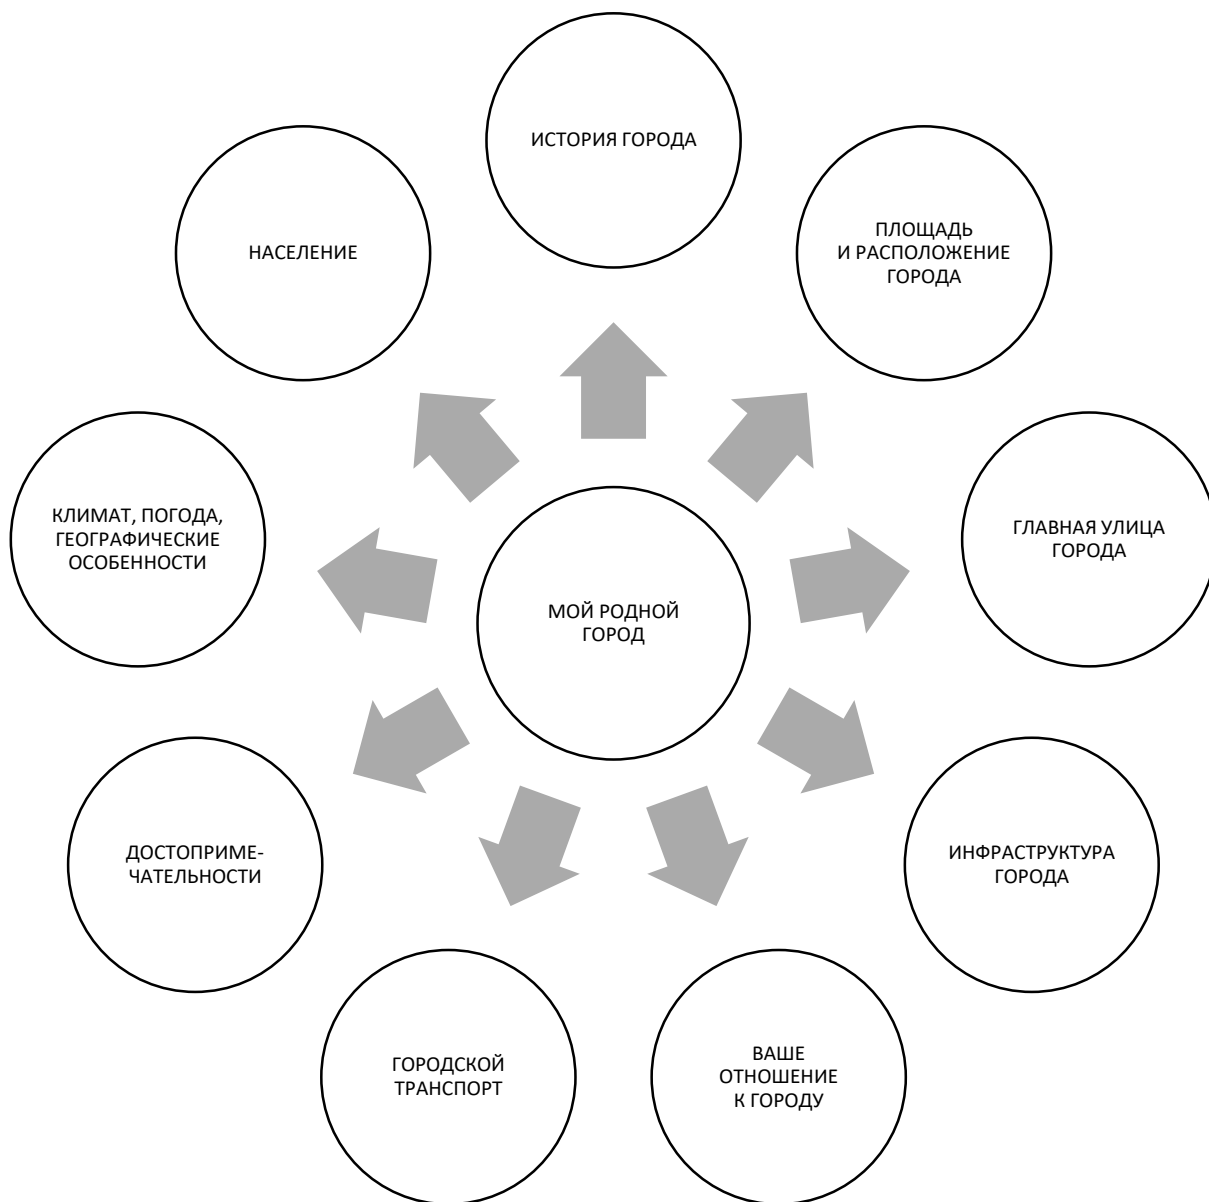 ИСТОРИЯ ГОРОДА
ПЛОЩАДЬ
И РАСПОЛОЖЕНИЕ
ГОРОДА
ГЛАВНАЯ УЛИЦА
ГОРОДА
ИНФРАСТРУКТУРА
ГОРОДА
ВАШЕ
ОТНОШЕНИЕ
К ГОРОДУ
ГОРОДСКОЙ
ТРАНСПОРТ
ДОСТОПРИМЕ-
ЧАТЕЛЬНОСТИ
КЛИМАТ, ПОГОДА,
ГЕОГРАФИЧЕСКИЕ
ОСОБЕННОСТИ
НАСЕЛЕНИЕ
МОЙ РОДНОЙ
ГОРОД